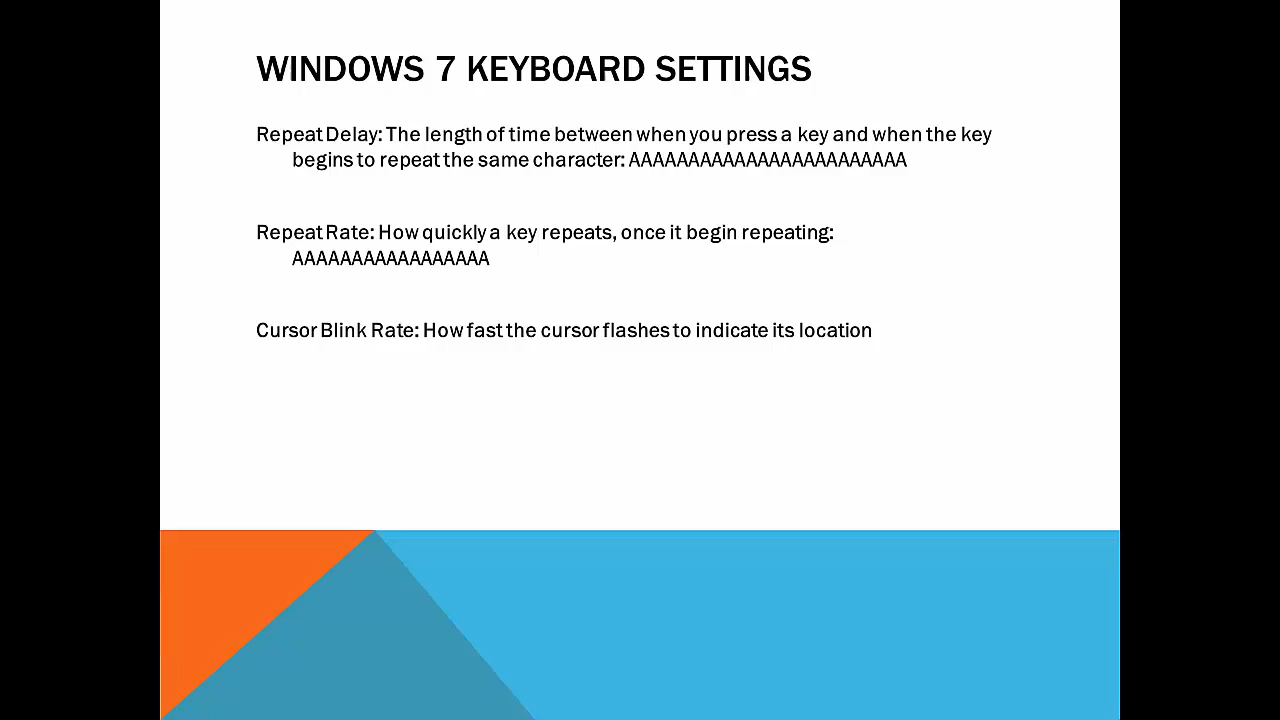 WINDOWS 7 KEYBOARD SETTINGS
Repeat Delay: The length of time between when you press a key and when the key
begins to repeat the same character: AAAAAAAAAAAAAAAAAAAAAAA
Repeat Rate: How quickly a key repeats, once it begin repeating:
AAAAAAAAAAAAAAAAA
Cursor Blink Rate: How fast the cursor flashes to indicate its location